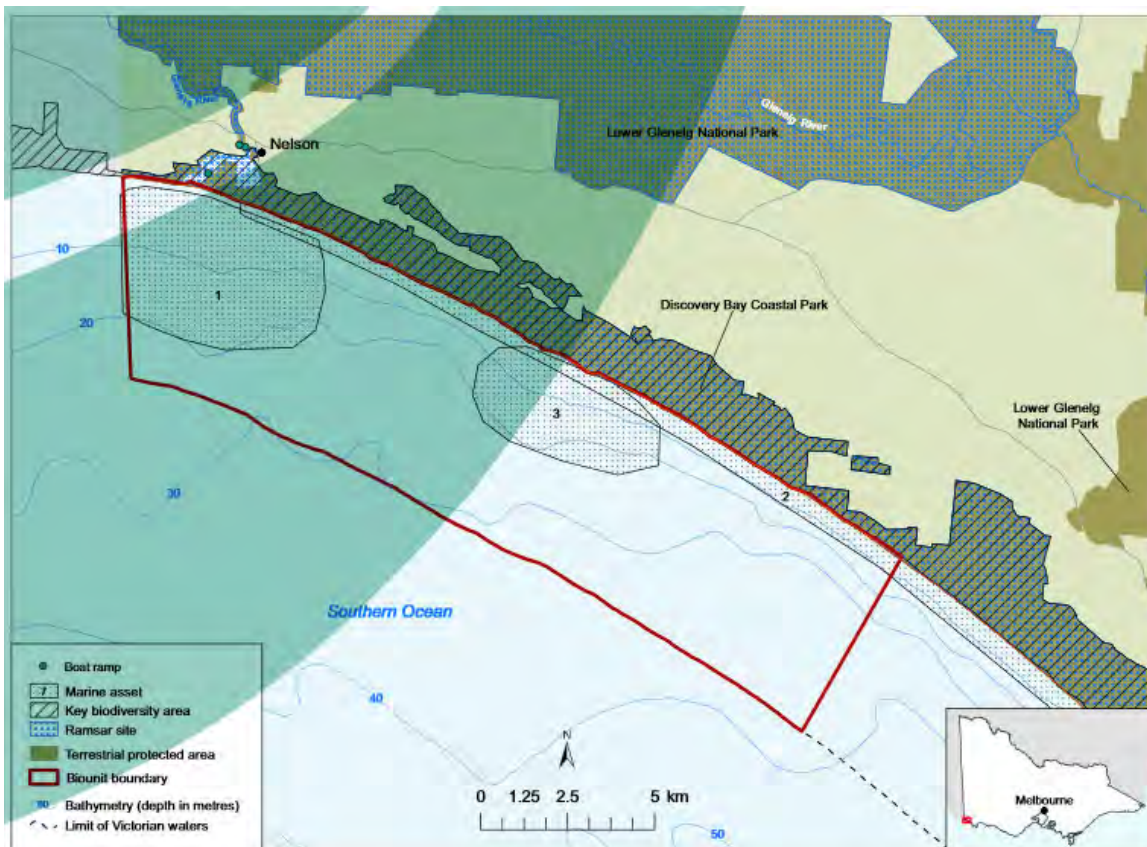 Glenelg River
Nelson
Lower Glenelg National Park
Glenelg River
10
1
20
Discovery Bay Coastal Park
3
Lower Glenelg
National Park
30
2
Southern Ocean
40
Boat ramp
Marine asset
Key biodiversity area
Ramsar site
Terrestrial protected area
Biounit boundary
Bathymetry (depth in metres)
Limit of Victorian waters
N
0 1.25 2.5 5 km
50
Melbourne